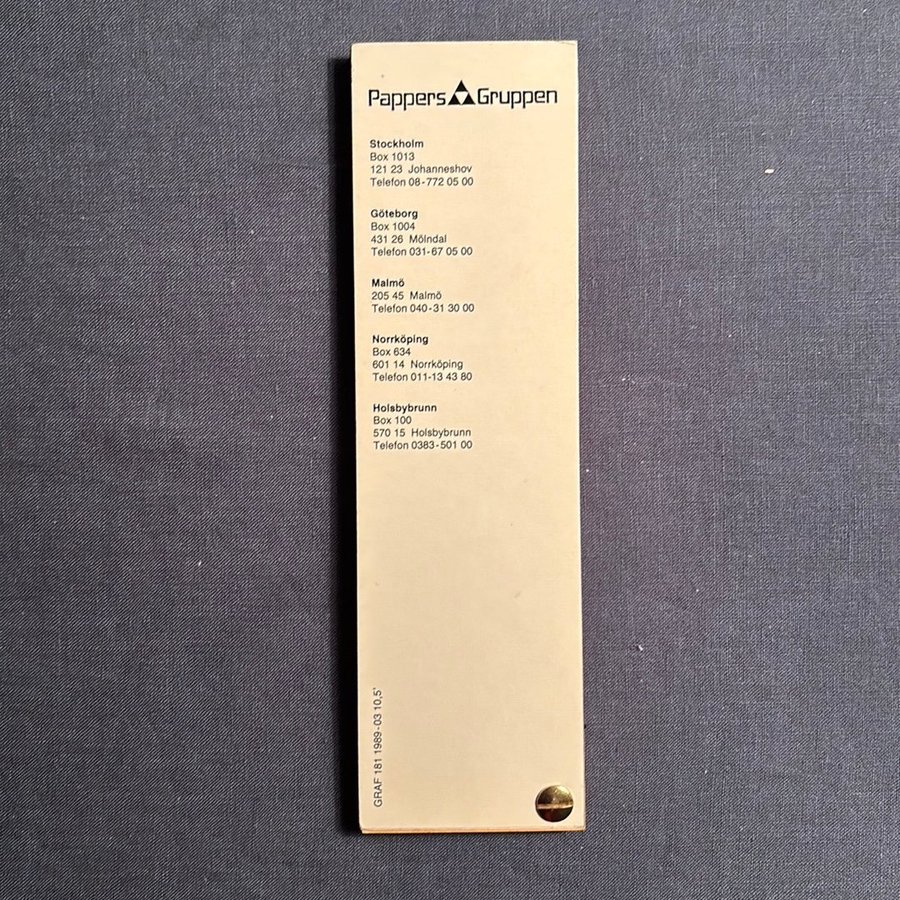 Pappers Gruppen
Stockholm
Box 1013
121 23 Johanneshov
Telefon 08-772 05 00
Göteborg
Box 1004
431 26 Mölndal
Telefon 031-67 05 00
Malmö
205 45 Malmö
Telefon 040-31 30 00
Norrköping
Box 634
601 14 Norrköping
Telefon 011-13 43 80
Holsbybrunn
Box 100
570 15 Holsbybrunn
Telefon 0383-501 00
GRAF 181 1989-03 10,5'